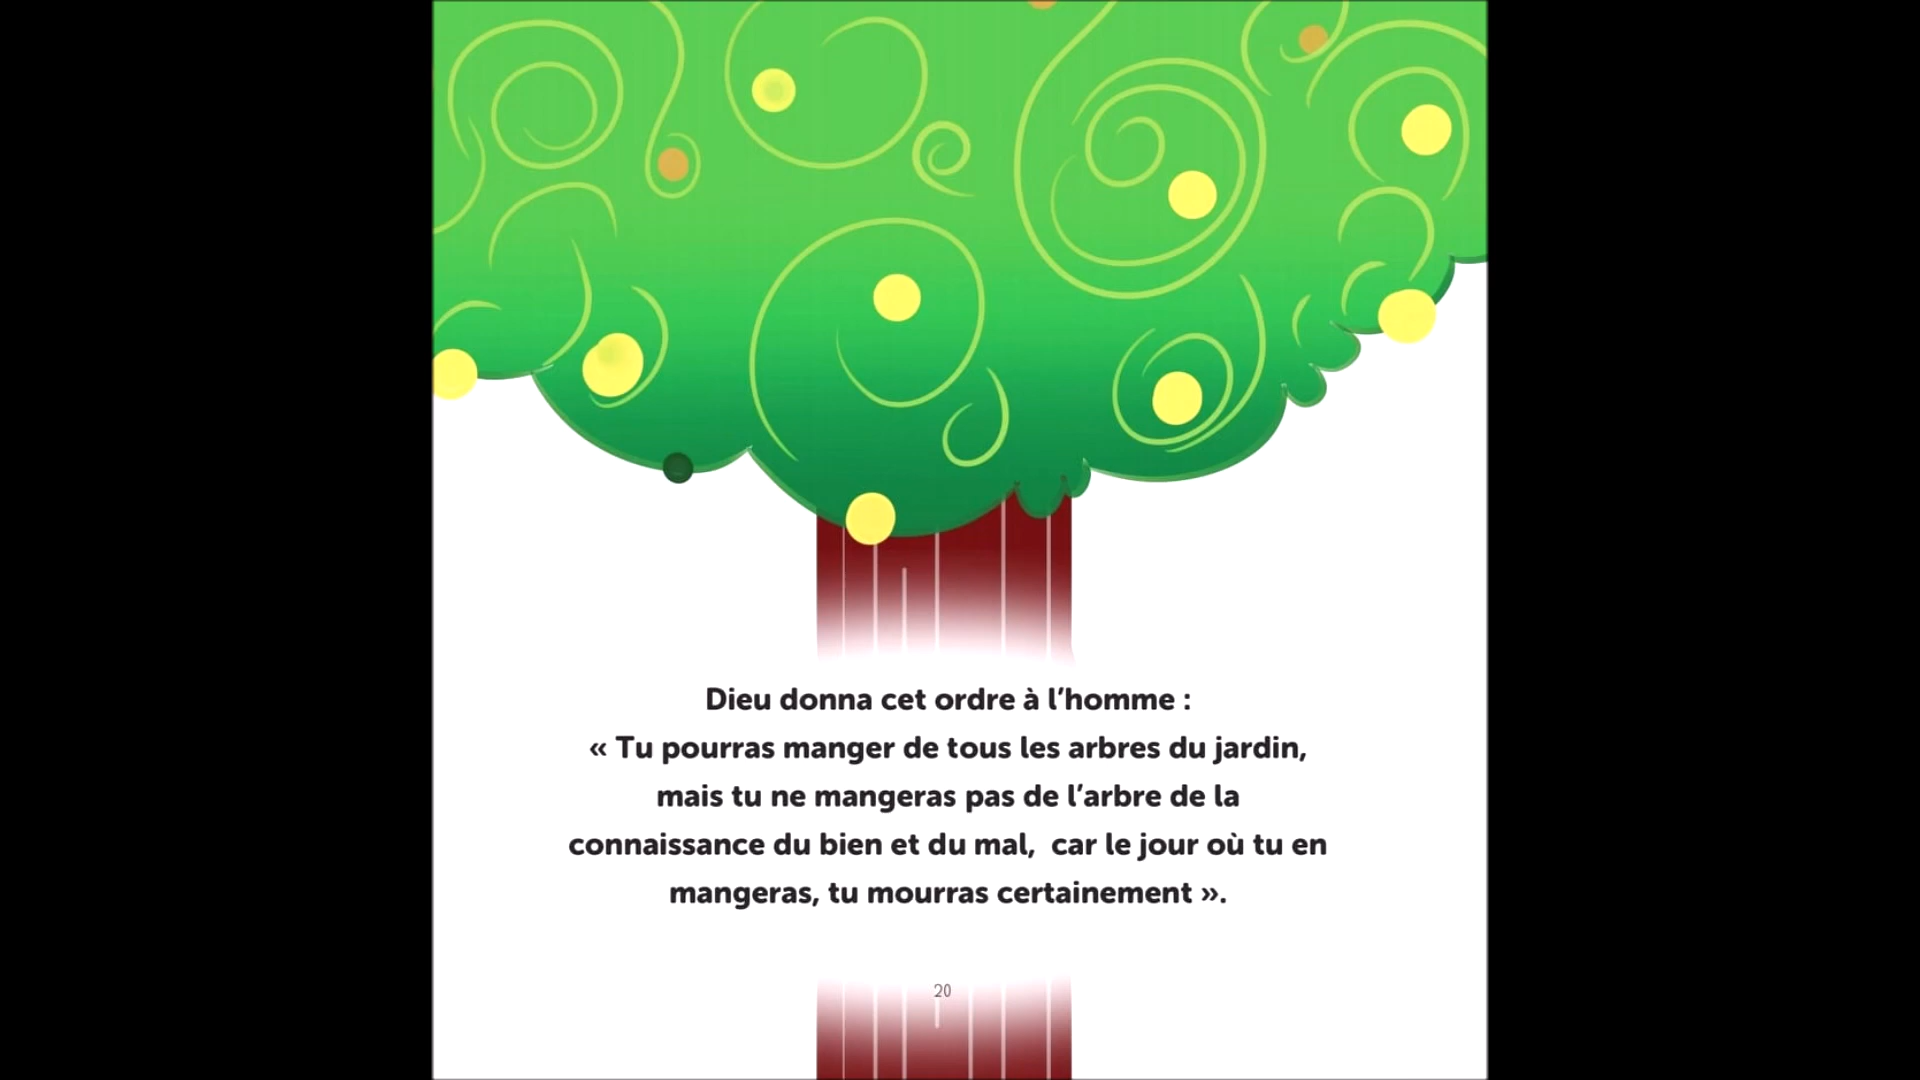 Dieu donna cet ordre à l’homme :
« Tu pourras manger de tous les arbres du jardin,
mais tu ne mangeras pas de l’arbre de la
connaissance du bien et du mal,  car le jour où tu en
mangeras, tu mourras certainement ».
20